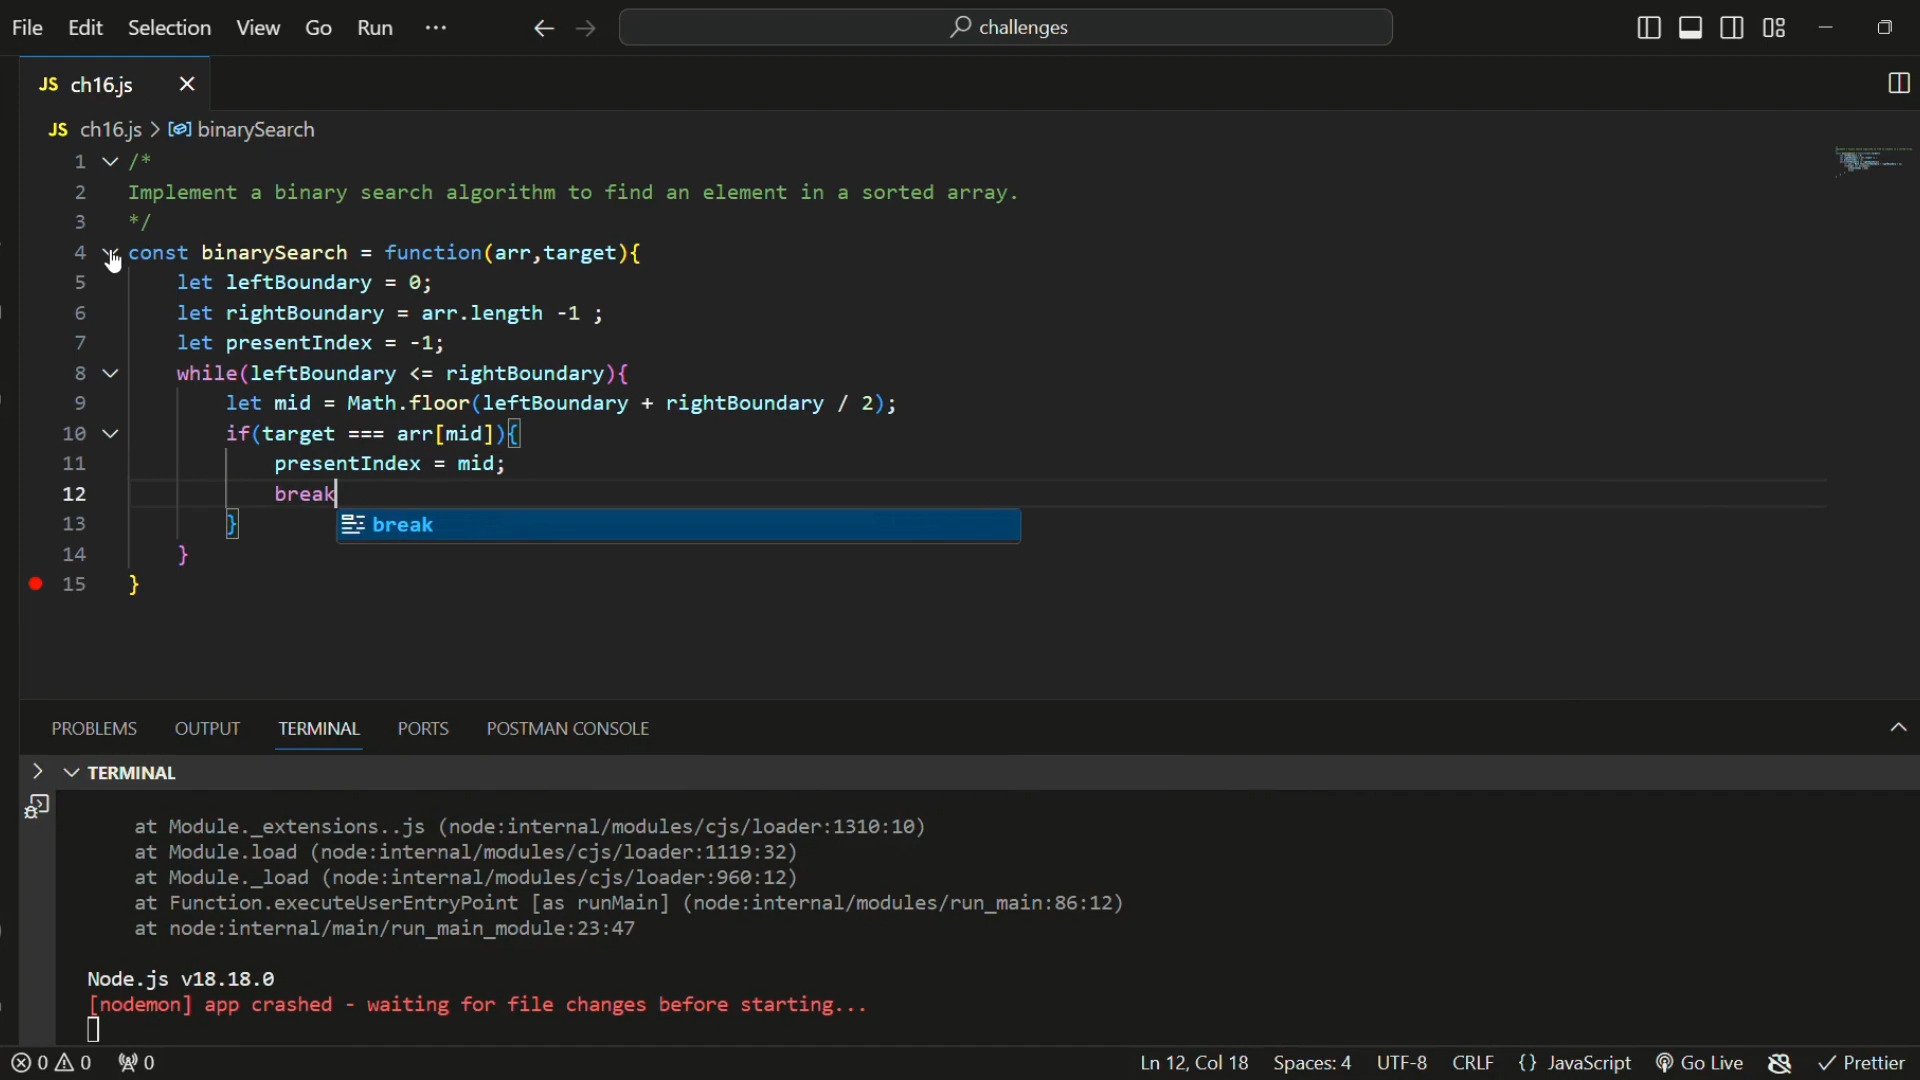 File Edit Selection View Go Run ··· challenges
JS ch16.js
JS ch16.js > binarySearch
1 /*
2 Implement a binary search algorithm to find an element in a sorted array.
3 */
4 const binarySearch = function(arr,target){
5 let leftBoundary = 0;
6 let rightBoundary = arr.length -1 ;
7 let presentIndex = -1;
8 while(leftBoundary <= rightBoundary){
9 let mid = Math.floor(leftBoundary + rightBoundary / 2);
10 if(target === arr[mid]){
11 presentIndex = mid;
12 break
13 } break
14 }
15 }
PROBLEMS OUTPUT TERMINAL PORTS POSTMAN CONSOLE
TERMINAL
at Module._extensions..js (node:internal/modules/cjs/loader:1310:10)
at Module.load (node:internal/modules/cjs/loader:1119:32)
at Module._load (node:internal/modules/cjs/loader:960:12)
at Function.executeUserEntryPoint [as runMain] (node:internal/modules/run_main:86:12)
at node:internal/main/run_main_module:23:47
Node.js v18.18.0
[nodemon] app crashed - waiting for file changes before starting...
0 0 0 Ln 12, Col 18 Spaces: 4 UTF-8 CRLF {} JavaScript Go Live Prettier